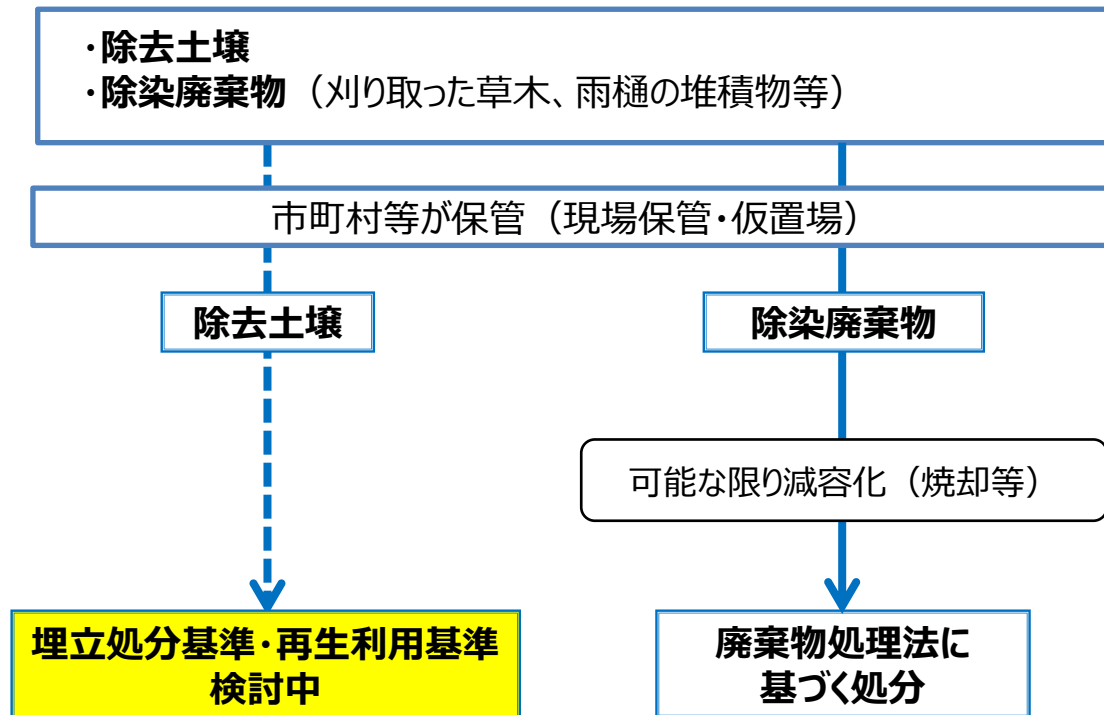 ・除去土壌
・除染廃棄物（刈り取った草木、雨樋の堆積物等）
市町村等が保管（現場保管・仮置場）
除去土壌
除染廃棄物
可能な限り減容化（焼却等）
埋立処分基準・再生利用基準
検討中
廃棄物処理法に
基づく処分